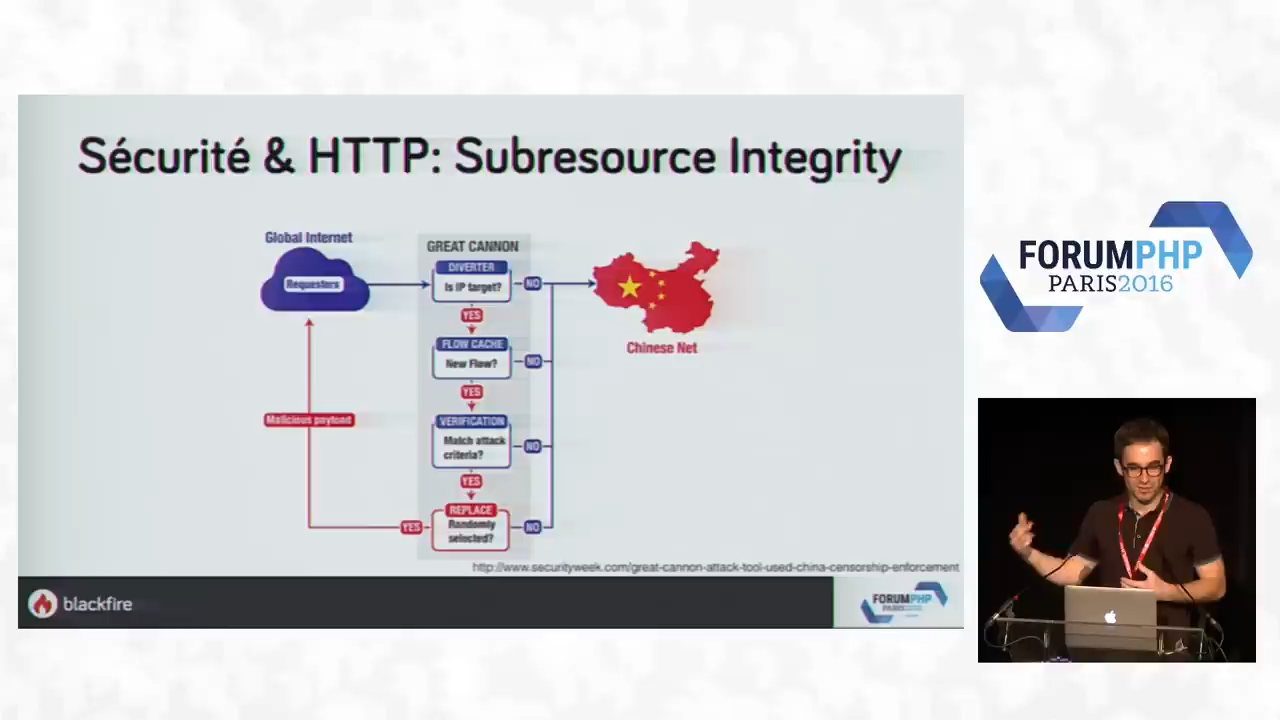 Sécurité & HTTP: Subresource Integrity
Global Internet
Requesters
GREAT CANNON
DIVERTER
Is IP target?
NO
YES
Chinese Net
FLOW CACHE
New Flow?
NO
YES
Malicious payload
VERIFICATION
Match attack
criteria?
NO
YES
REPLACE
Randomly
selected?
YES
NO
http://www.securityweek.com/great-cannon-attack-tool-used-china-censorship-enforcement
blackfire
FORUMPHP
PARIS2016
FORUMPHP
PARIS2016